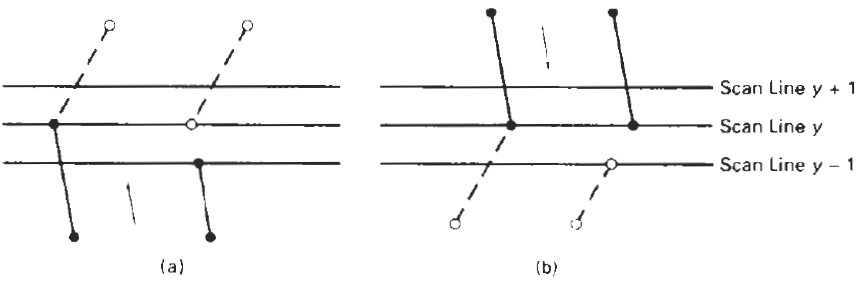 Scan Line y + 1
Scan Line y
Scan Line y − 1
(a)
(b)